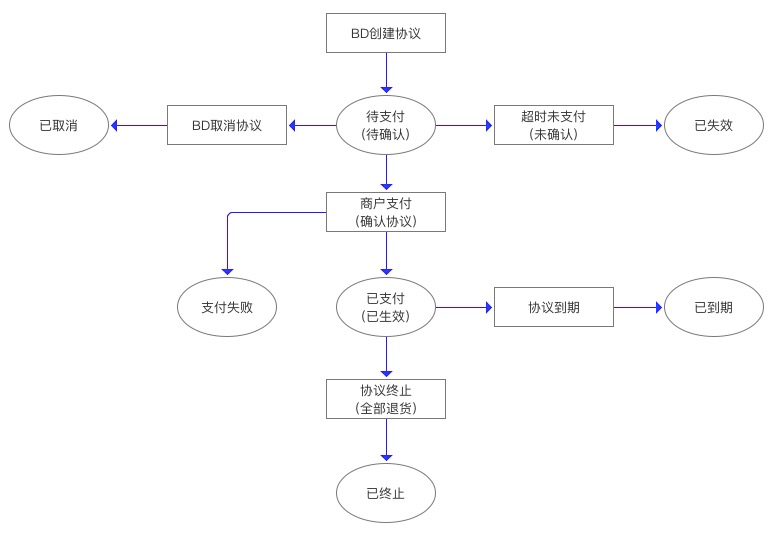 BD创建协议
已取消
BD取消协议
待支付
(待确认)
超时未支付
(未确认)
已失效
商户支付
(确认协议)
支付失败
已支付
(已生效)
协议到期
已到期
协议终止
(全部退货)
已终止